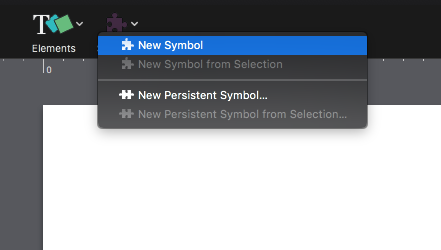 T
Elements
0
New Symbol
New Symbol from Selection
New Persistent Symbol...
New Persistent Symbol from Selection...